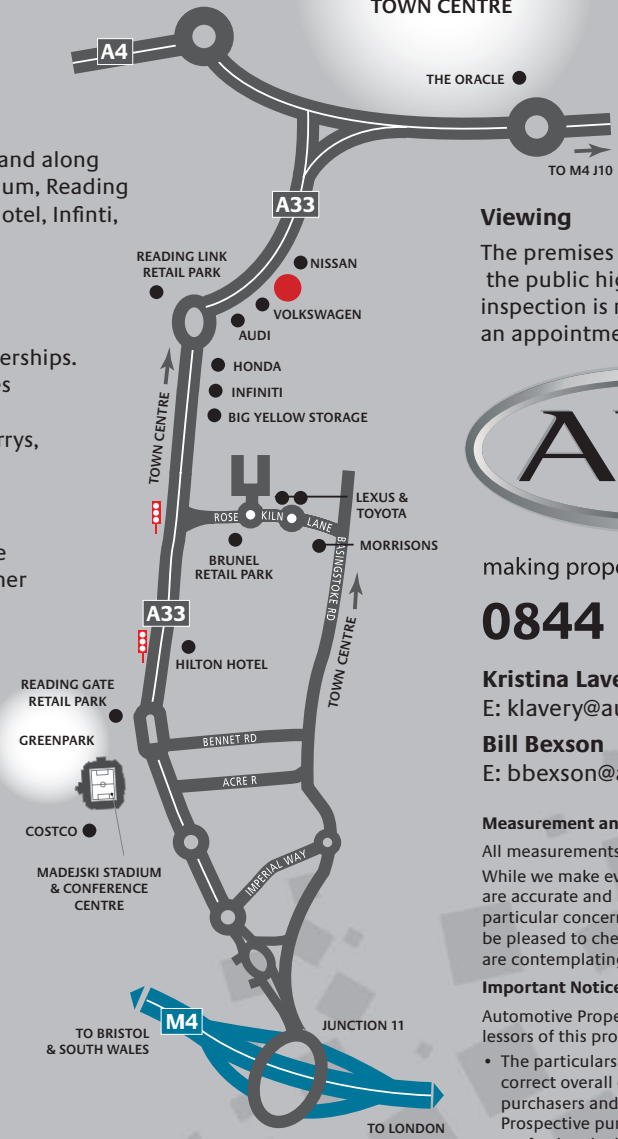 TOWN CENTRE
A4
THE ORACLE
TO M4 J10
A33
READING LINK
RETAIL PARK
NISSAN
VOLKSWAGEN
AUDI
HONDA
INFINITI
BIG YELLOW STORAGE
TOWN CENTRE
LEXUS &
TOYOTA
ROSE KILN LANE
MORRISONS
BRUNEL
RETAIL PARK
BASINGSTOKE RD
A33
HILTON HOTEL
TOWN CENTRE
READING GATE
RETAIL PARK
GREENPARK
BENNET RD
ACRE R
COSTCO
MADEJSKI STADIUM
& CONFERENCE
CENTRE
IMPERIAL WAY
M4
JUNCTION 11
TO BRISTOL
& SOUTH WALES
TO LONDON
and along
um, Reading
otel, Infinti,
erships.
es
rrys,
e
ner
Viewing
The premises
the public hig
inspection is
an appointme
A
making prope
0844
Kristina Lave
E: klavery@au
Bill Bexson
E: bbexson@a
Measurement an
All measurements
While we make ev
are accurate and
particular concern
be pleased to che
are contemplating
Important Notice
Automotive Prope
lessors of this pro
• The particulars
correct overall
purchasers and
Prospective pur